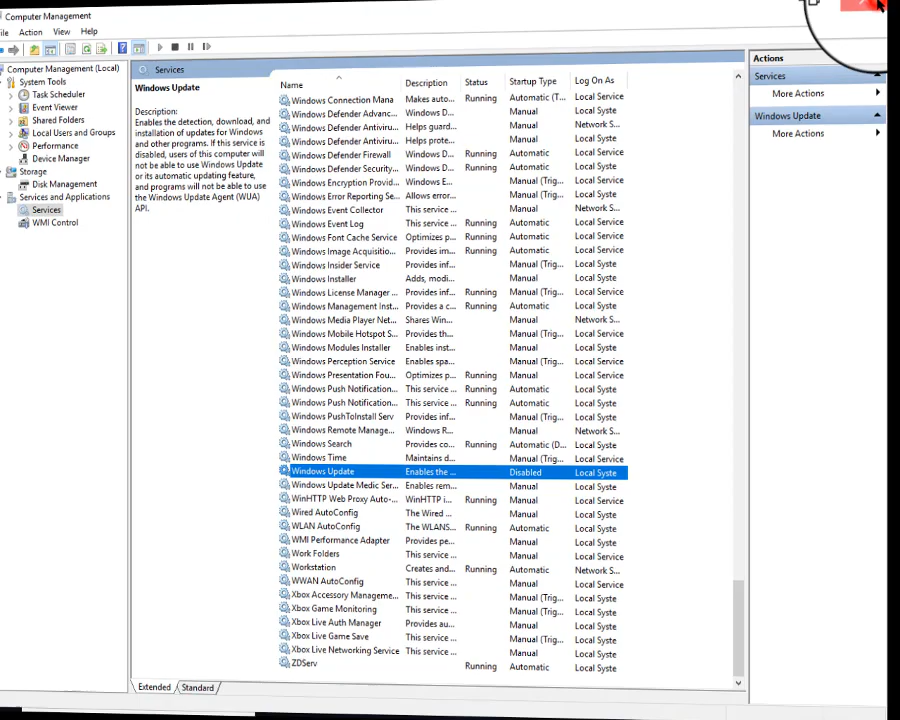 Computer Management
ile Action View Help
Computer Management (Local)
System Tools
Task Scheduler
Event Viewer
Shared Folders
Local Users and Groups
Performance
Device Manager
Storage
Disk Management
Services and Applications
Services
WMI Control
Services
Windows Update
Description:
Enables the detection, download, and
installation of updates for Windows
and other programs. If this service is
disabled, users of this computer will
not be able to use Windows Update
or its automatic updating feature,
and programs will not be able to use
the Windows Update Agent (WUA)
API.
Name Description Status Startup Type Log On As
Windows Connection Mana Makes auto... Running Automatic (T... Local Service
Windows Defender Advanc... Windows D... Manual Local Syste
Windows Defender Antiviru... Helps guard... Manual Network S...
Windows Defender Antiviru... Helps prote... Manual Local Syste
Windows Defender Firewall Windows D... Running Automatic Local Service
Windows Defender Security... Windows D... Running Automatic Local Syste
Windows Encryption Provid... Windows E... Manual (Trig... Local Service
Windows Error Reporting Se... Allows error... Manual (Trig... Local Syste
Windows Event Collector This service ... Manual Network S...
Windows Event Log This service ... Running Automatic Local Service
Windows Font Cache Service Optimizes p... Running Automatic Local Service
Windows Image Acquisitio... Provides im... Running Automatic Local Service
Windows Insider Service Provides inf... Manual (Trig... Local Syste
Windows Installer Adds, modi... Manual Local Syste
Windows License Manager ... Provides inf... Running Manual (Trig... Local Service
Windows Management Inst... Provides a c... Running Automatic Local Syste
Windows Media Player Net... Shares Win... Manual Network S...
Windows Mobile Hotspot S... Provides th... Manual (Trig... Local Service
Windows Modules Installer Enables inst... Manual Local Syste
Windows Perception Service Enables spa... Manual (Trig... Local Service
Windows Presentation Fou... Optimizes p... Running Manual Local Service
Windows Push Notification... This service ... Running Automatic Local Syste
Windows Push Notification... This service ... Running Automatic Local Syste
Windows PushToInstall Serv Provides inf... Manual (Trig... Local Syste
Windows Remote Manage... Windows R... Manual Network S...
Windows Search Provides co... Running Automatic (D... Local Syste
Windows Time Maintains d... Manual (Trig... Local Service
Windows Update Enables the ... Disabled Local Syste
Windows Update Medic Ser... Enables rem... Manual Local Syste
WinHTTP Web Proxy Auto-... WinHTTP i... Running Manual Local Service
Wired AutoConfig The Wired ... Manual Local Syste
WLAN AutoConfig The WLANS... Running Automatic Local Syste
WMI Performance Adapter Provides pe... Manual Local Syste
Work Folders This service ... Manual Local Service
Workstation Creates and... Running Automatic Network S...
WWAN AutoConfig This service ... Manual Local Service
Xbox Accessory Manageme... This service ... Manual (Trig... Local Syste
Xbox Game Monitoring This service ... Manual (Trig... Local Syste
Xbox Live Auth Manager Provides au... Manual Local Syste
Xbox Live Game Save This service ... Manual (Trig... Local Syste
Xbox Live Networking Service This service ... Manual Local Syste
ZDServ Running Automatic Local Syste
Extended Standard
Actions
Services
More Actions
Windows Update
More Actions